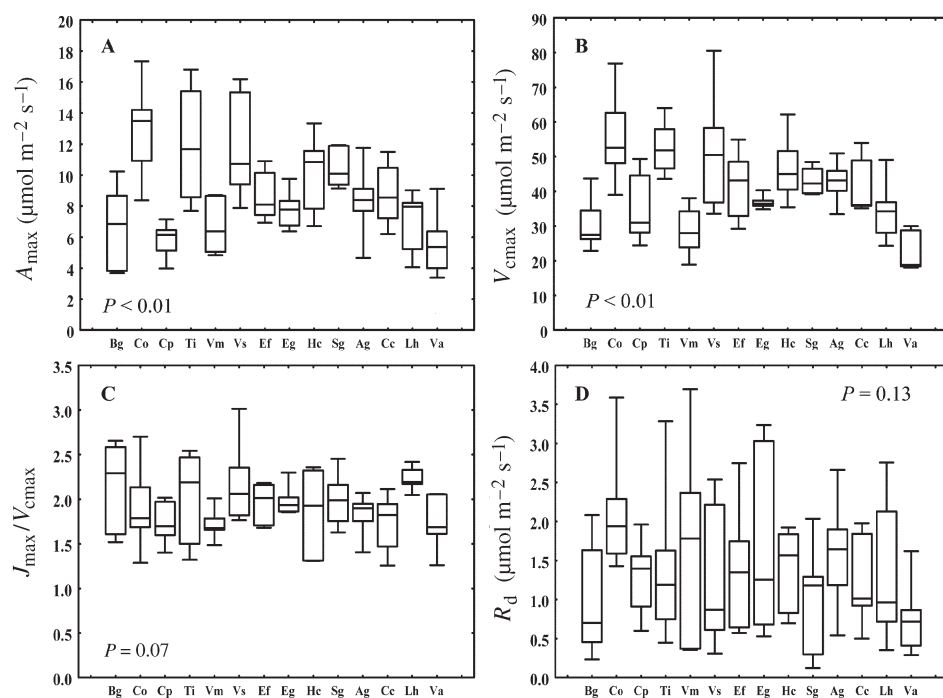 A
A_max (µmol m⁻² s⁻¹)
20
18
16
14
12
10
8
6
4
2
0
P < 0.01
Bg Co Cp Ti Vm Vs Ef Eg Hc Sg Ag Cc Lh Va
B
V_cmax (µmol m⁻² s⁻¹)
90
80
70
60
50
40
30
20
10
0
P < 0.01
Bg Co Cp Ti Vm Vs Ef Eg Hc Sg Ag Cc Lh Va
C
J_max/V_cmax
3.5
3.0
2.5
2.0
1.5
1.0
0.5
0.0
P = 0.07
Bg Co Cp Ti Vm Vs Ef Eg Hc Sg Ag Cc Lh Va
D
R_d (µmol m⁻² s⁻¹)
4.0
3.5
3.0
2.5
2.0
1.5
1.0
0.5
0.0
P = 0.13
Bg Co Cp Ti Vm Vs Ef Eg Hc Sg Ag Cc Lh Va